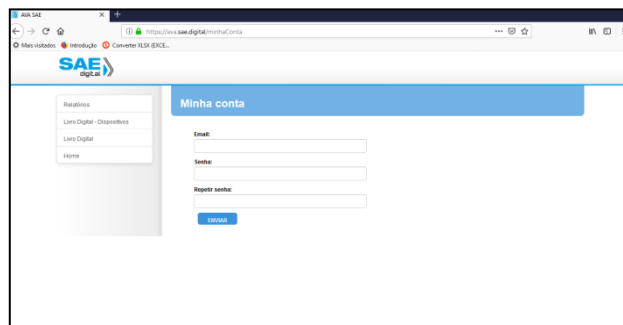 AVA SAE
https://ava.sae.digital/minhaConta
Mais visitados Introdução Converter XLSX (EXCE...
SAE
digital
Relatórios
Livro Digital - Dispositivos
Livro Digital
Home
Minha conta
Email:
Senha:
Repetir senha:
ENVIAR